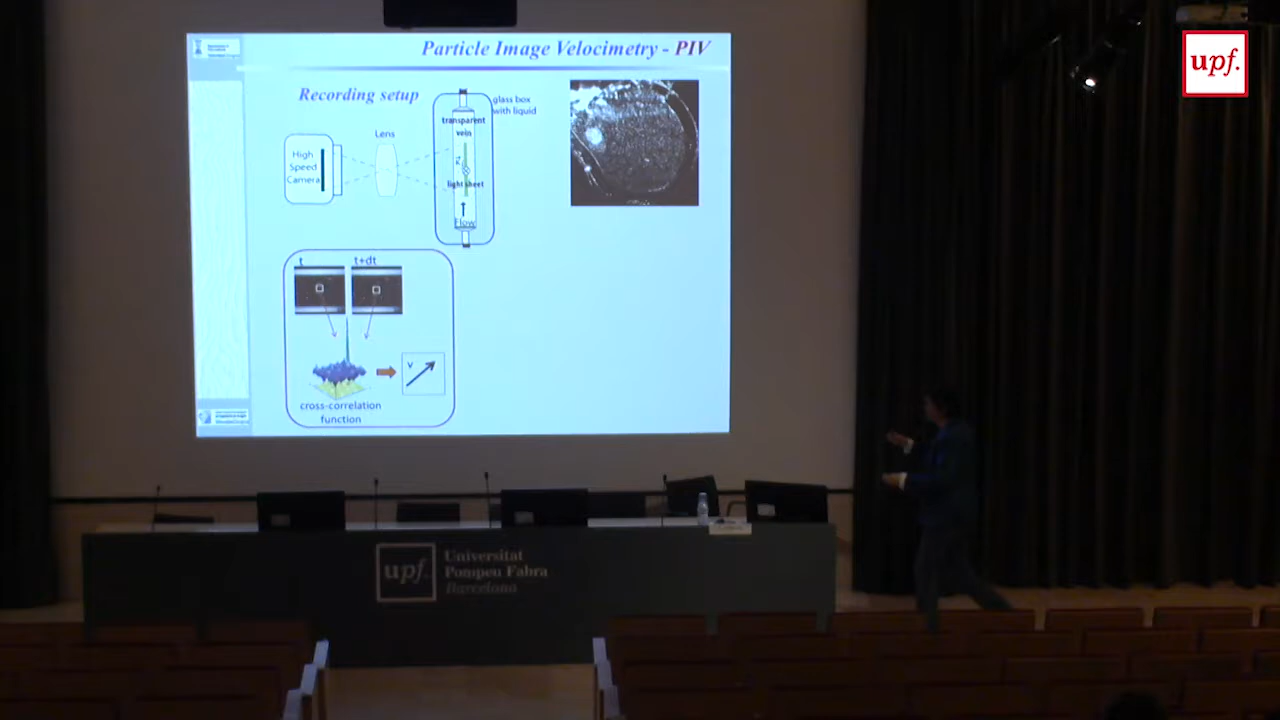 Particle Image Velocimetry - PIV
Recording setup
glass box
with liquid
transparent
vein
Lens
High
Speed
Camera
light sheet
Flow
t
t+dt
v
cross-correlation
function
upf.
upf.
Universitat
Pompeu Fabra
Barcelona